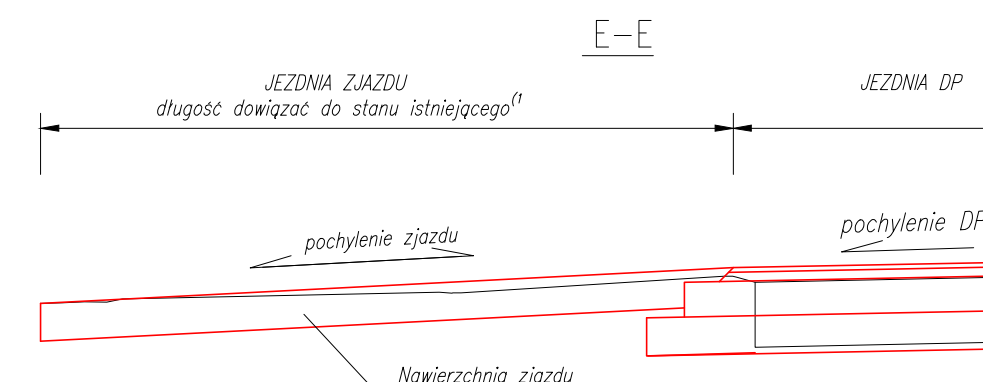 E-E
JEZDNIA ZJAZDU
długość dowiązać do stanu istniejącego(1
JEZDNIA DP
pochylenie zjazdu
pochylenie DP
Nawierzchnia zjazdu